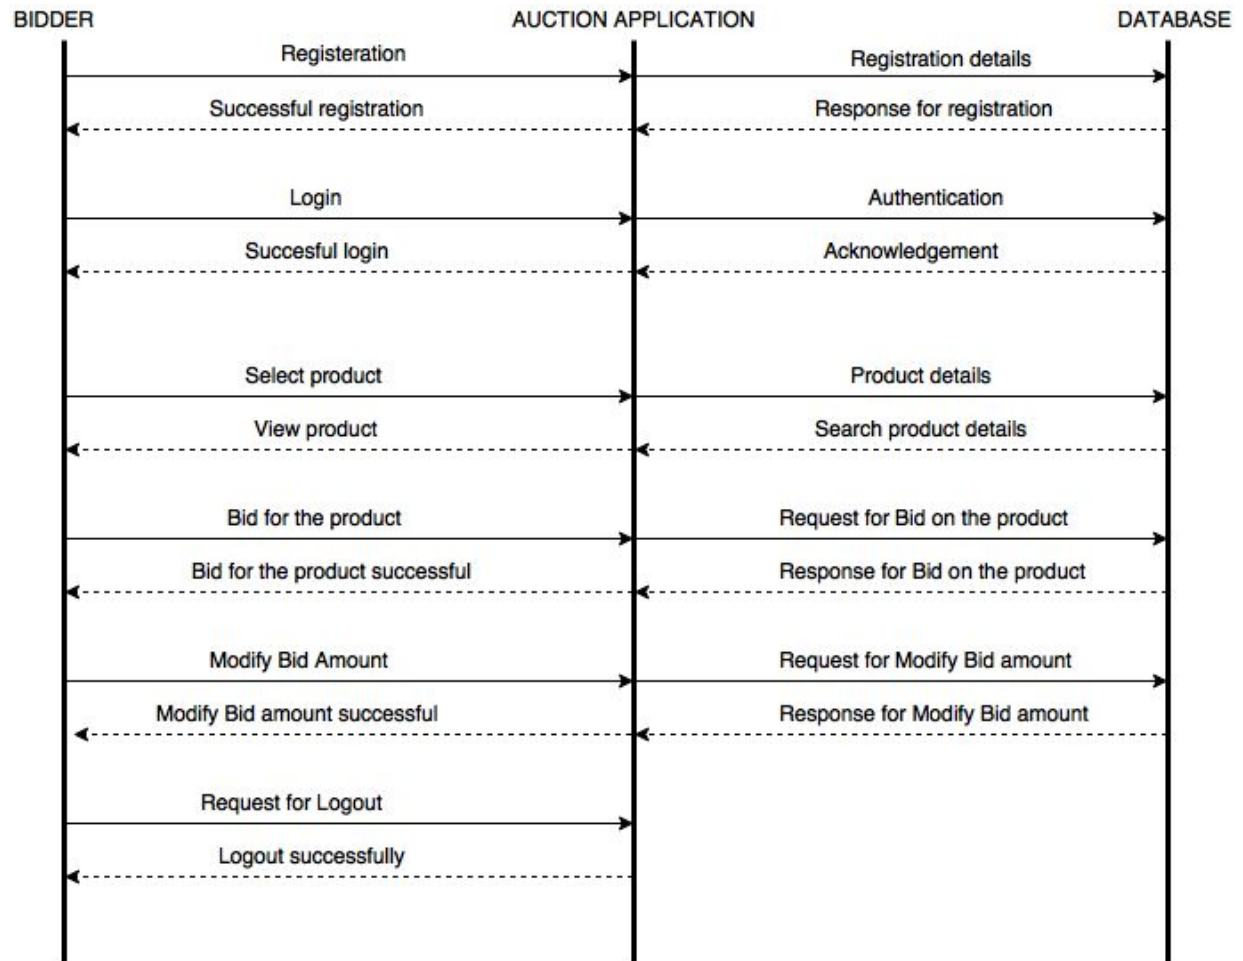 BIDDER
AUCTION APPLICATION
DATABASE
Registeration
Registration details
Successful registration
Response for registration
Login
Authentication
Succesful login
Acknowledgement
Select product
Product details
View product
Search product details
Bid for the product
Request for Bid on the product
Bid for the product successful
Response for Bid on the product
Modify Bid Amount
Request for Modify Bid amount
Modify Bid amount successful
Response for Modify Bid amount
Request for Logout
Logout successfully